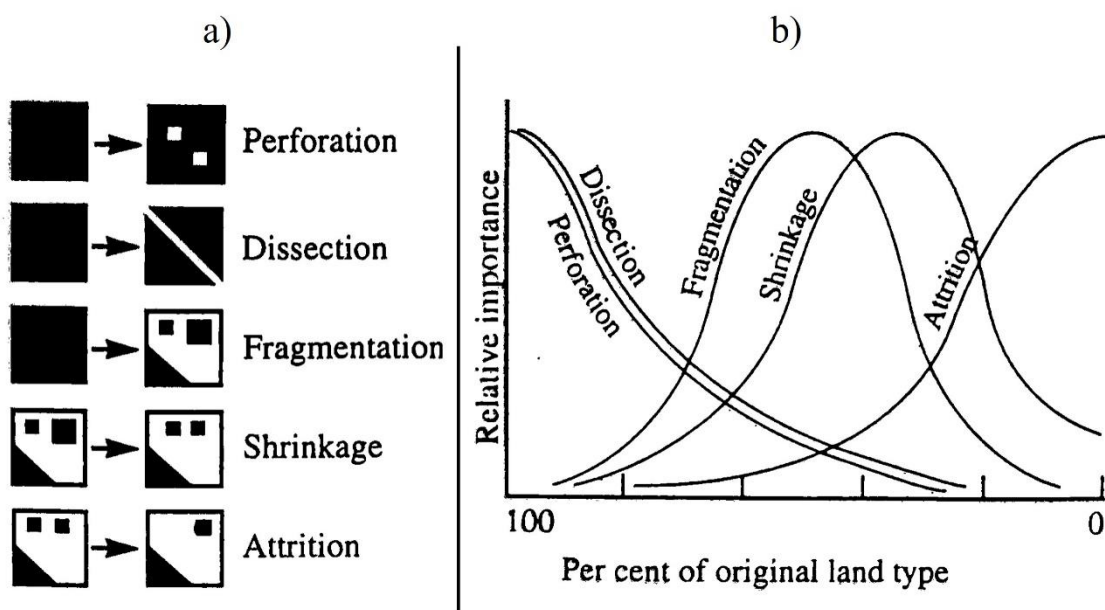 a)
Perforation
Dissection
Fragmentation
Shrinkage
Attrition
b)
Relative importance
Dissection
Perforation
Fragmentation
Shrinkage
Attrition
100
0
Per cent of original land type